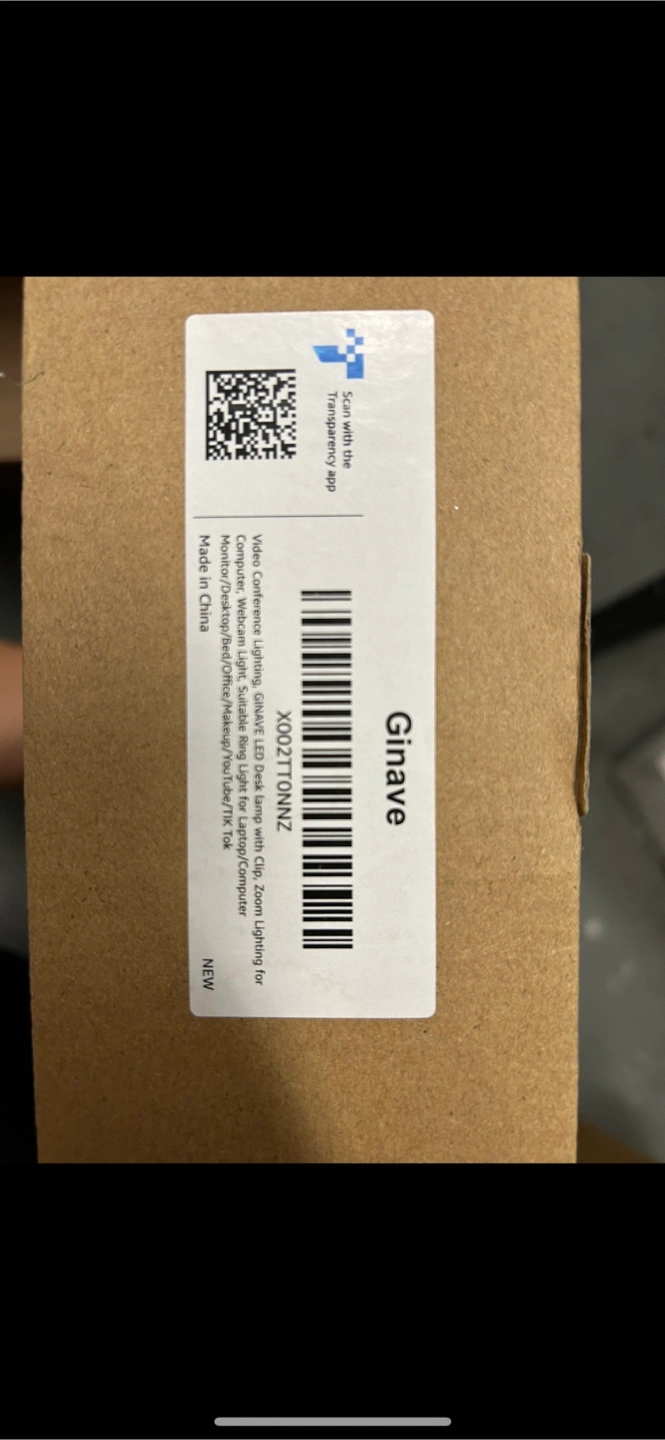 Scan with the
Transparency app
Ginave
X002TT0NNZ
Video Conference Lighting, GINAVE LED Desk lamp with Clip, Zoom Lighting for
Computer, Webcam Light, Suitable Ring Light for Laptop/Computer
Monitor/Desktop/Bed/Office/Makeup/YouTube/TIK Tok
Made in China
NEW